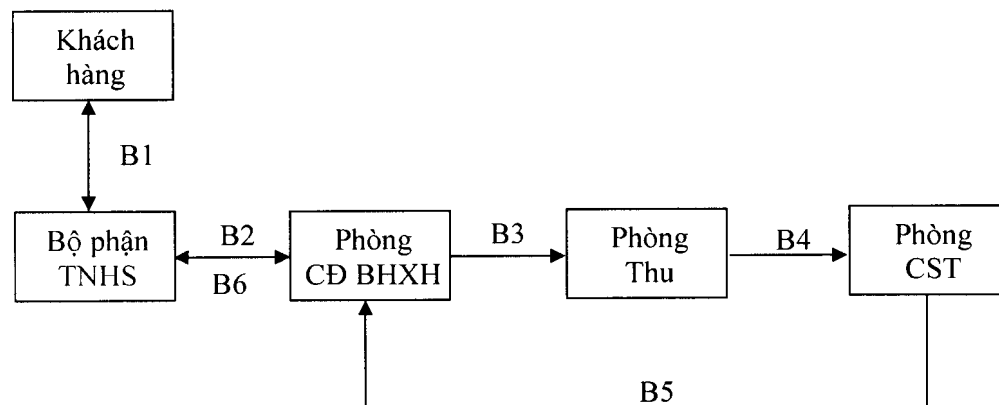 Khách
hàng
B1
Bộ phận
TNHS
B2
B6
Phòng
CĐ BHXH
B3
Phòng
Thu
B4
Phòng
CST
B5